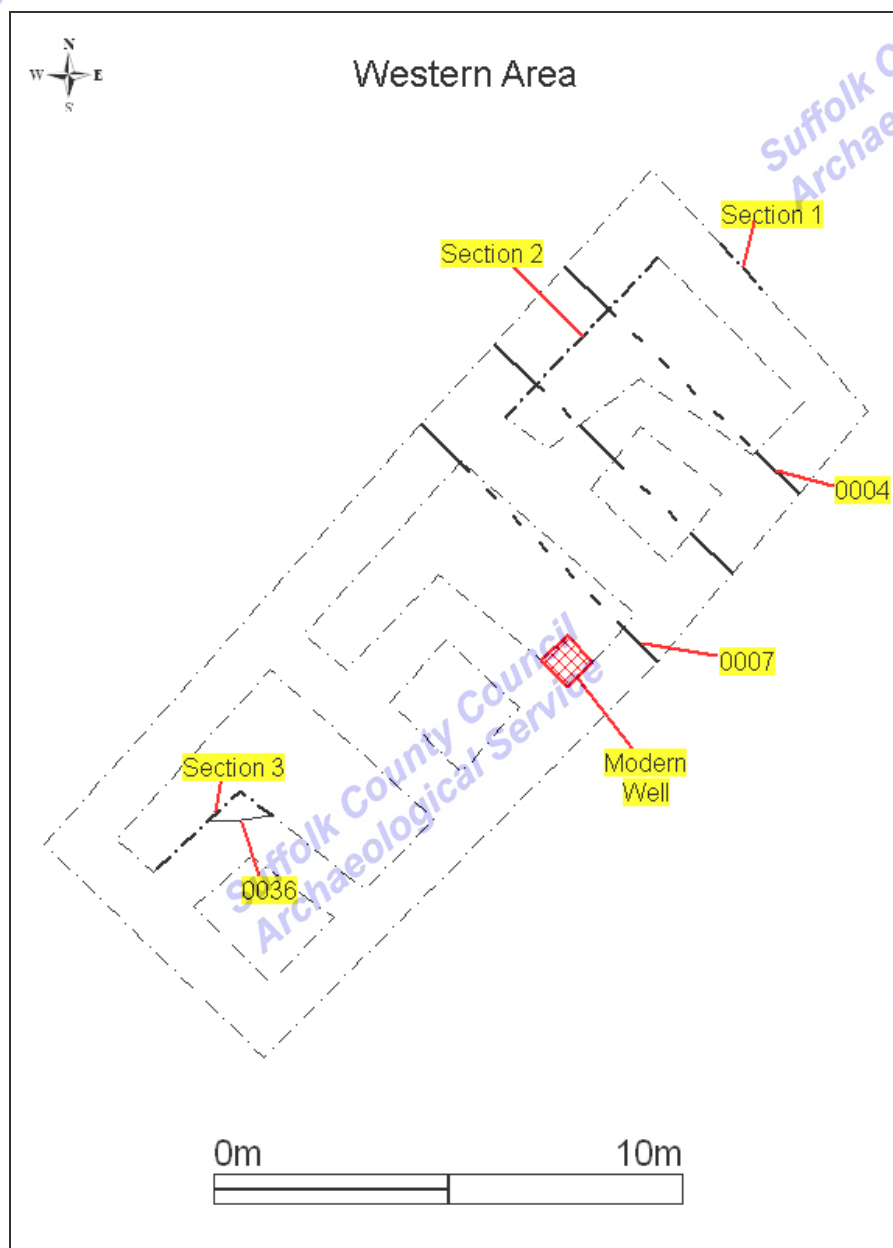 N
W E
S
Western Area
Suffolk C
Archaeo
Section 1
Section 2
0004
0007
Suffolk County Council
Archaeological Service
Modern
Well
Section 3
0036
0m 10m